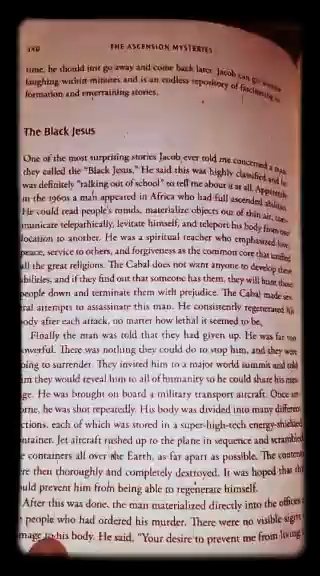 140 THE ASCENSION MYSTERIES
time, he should just go away and come back later. Jacob can go
laughing within minutes and is an endless repository of fascinating
formation and entertaining stories.
The Black Jesus
One of the most surprising stories Jacob ever told me concerned a man
they called the "Black Jesus." He said this was highly classified and he
was definitely "talking out of school" to tell me about it at all. Apparently
in the 1960s a man appeared in Africa who had full ascended abilities.
He could read people's minds, materialize objects out of thin air, com-
municate telepathically, levitate himself, and teleport his body from one
location to another. He was a spiritual teacher who emphasized love,
peace, service to others, and forgiveness as the common core that unified
all the great religions. The Cabal does not want anyone to develop these
bilities, and if they find out that someone has them, they will hunt those
people down and terminate them with prejudice. The Cabal made sev-
ral attempts to assassinate this man. He consistently regenerated his
ody after each attack, no matter how lethal it seemed to be.
Finally the man was told that they had given up. He was far too
owerful. There was nothing they could do to stop him, and they were
oing to surrender. They invited him to a major world summit and told
im they would reveal him to all of humanity so he could share his mes-
ge. He was brought on board a military transport aircraft. Once air-
orne, he was shot repeatedly. His body was divided into many different
ctions, each of which was stored in a super-high-tech energy-shielded
ntainer. Jet aircraft rushed up to the plane in sequence and scrambled
e containers all over the Earth, as far apart as possible. The contents
re then thoroughly and completely destroyed. It was hoped that this
uld prevent him from being able to regenerate himself.
After this was done, the man materialized directly into the offices
people who had ordered his murder. There were no visible signs
mage to his body. He said, "Your desire to prevent me from living